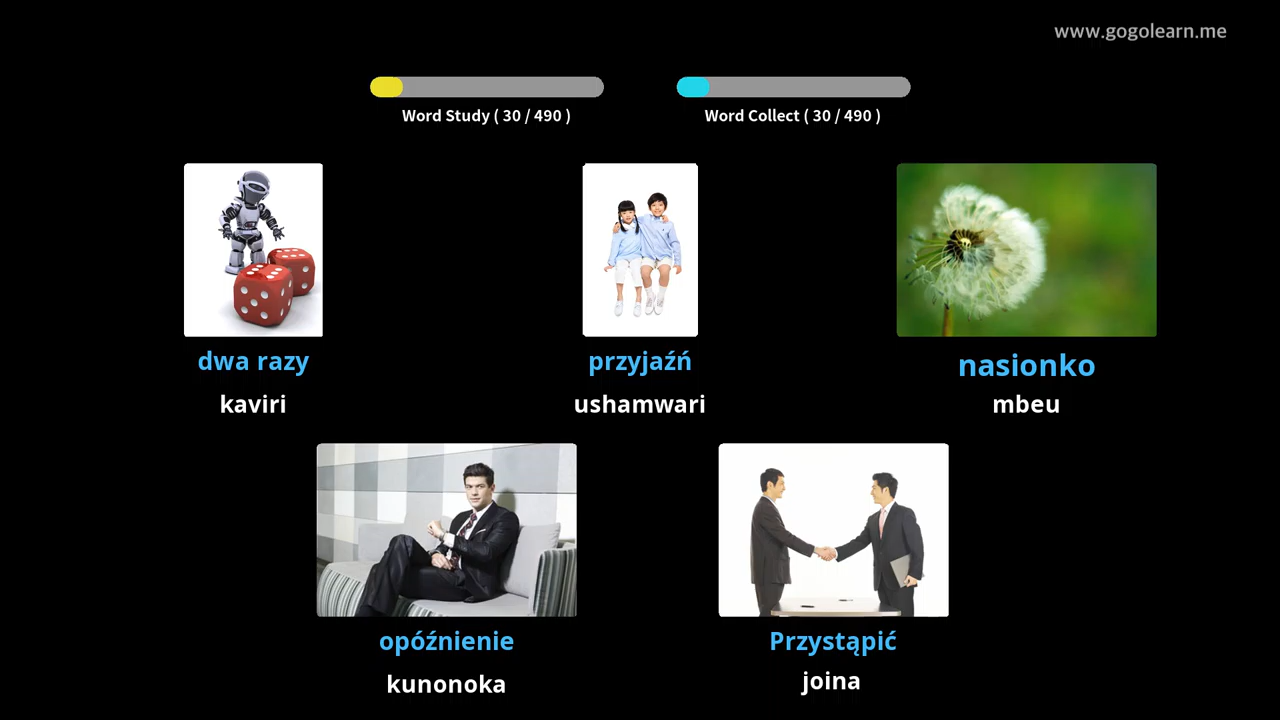 www.gogolearn.me
Word Study ( 30 / 490 )
Word Collect ( 30 / 490 )
dwa razy
kaviri
przyjaźń
ushamwari
nasionko
mbeu
opóźnienie
kunonoka
Przystąpić
joina